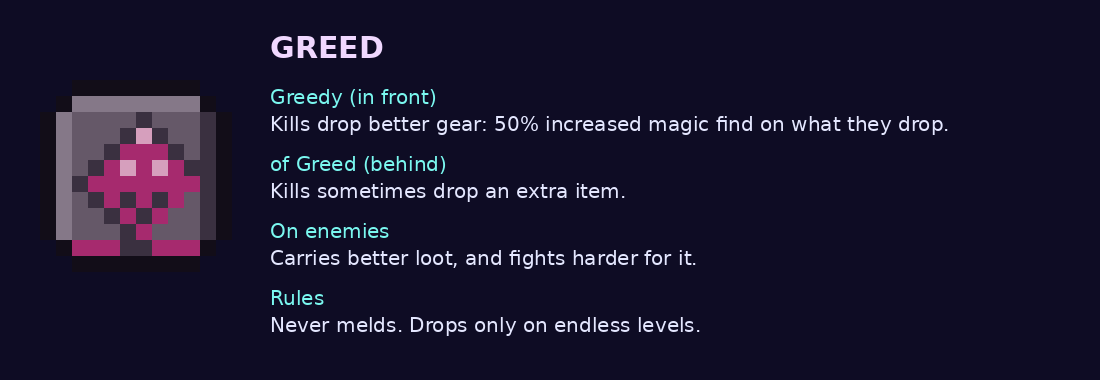 GREED
Greedy (in front)
Kills drop better gear: 50% increased magic find on what they drop.
of Greed (behind)
Kills sometimes drop an extra item.
On enemies
Carries better loot, and fights harder for it.
Rules
Never melds. Drops only on endless levels.